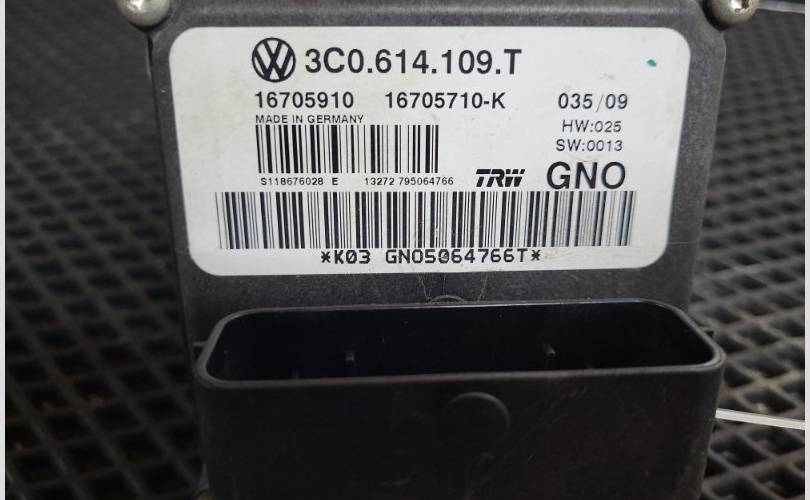 3C0.614.109.T
16705910 16705710-K 035/09
MADE IN GERMANY HW:025
SW:0013
S118676028 E 13272 795064766 TRW GNO
*K03 GNO5064766T*